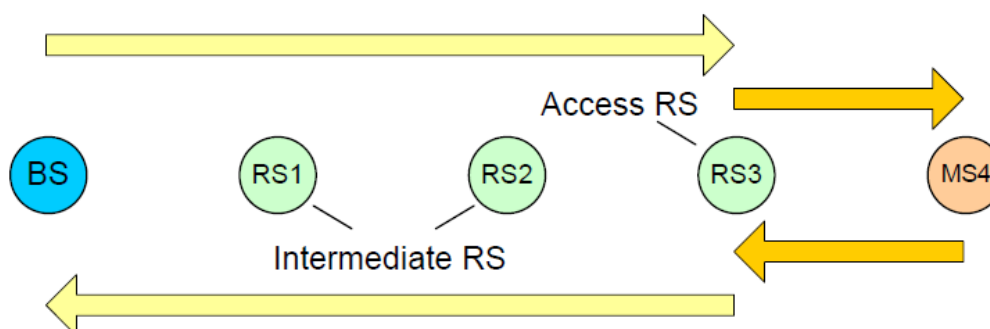 Access RS
BS
RS1
RS2
RS3
MS4
Intermediate RS